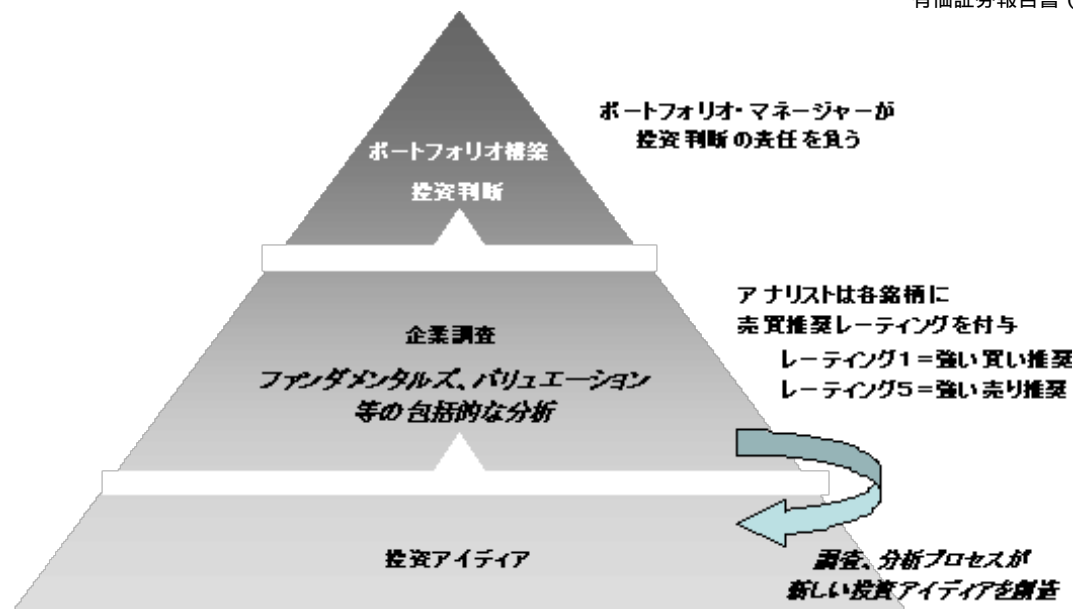 有価証券報告書(
ポートフォリオ・マネージャーが
投資判断の責任を負う
ポートフォリオ構築
投資判断
アナリストは各銘柄に
売買推奨レーティングを付与
レーティング1=強い買い推奨
レーティング5=強い売り推奨
企業調査
ファンダメンタルズ、バリュエーション
等の包括的な分析
投資アイディア
調査、分析プロセスが
新しい投資アイディアを創造